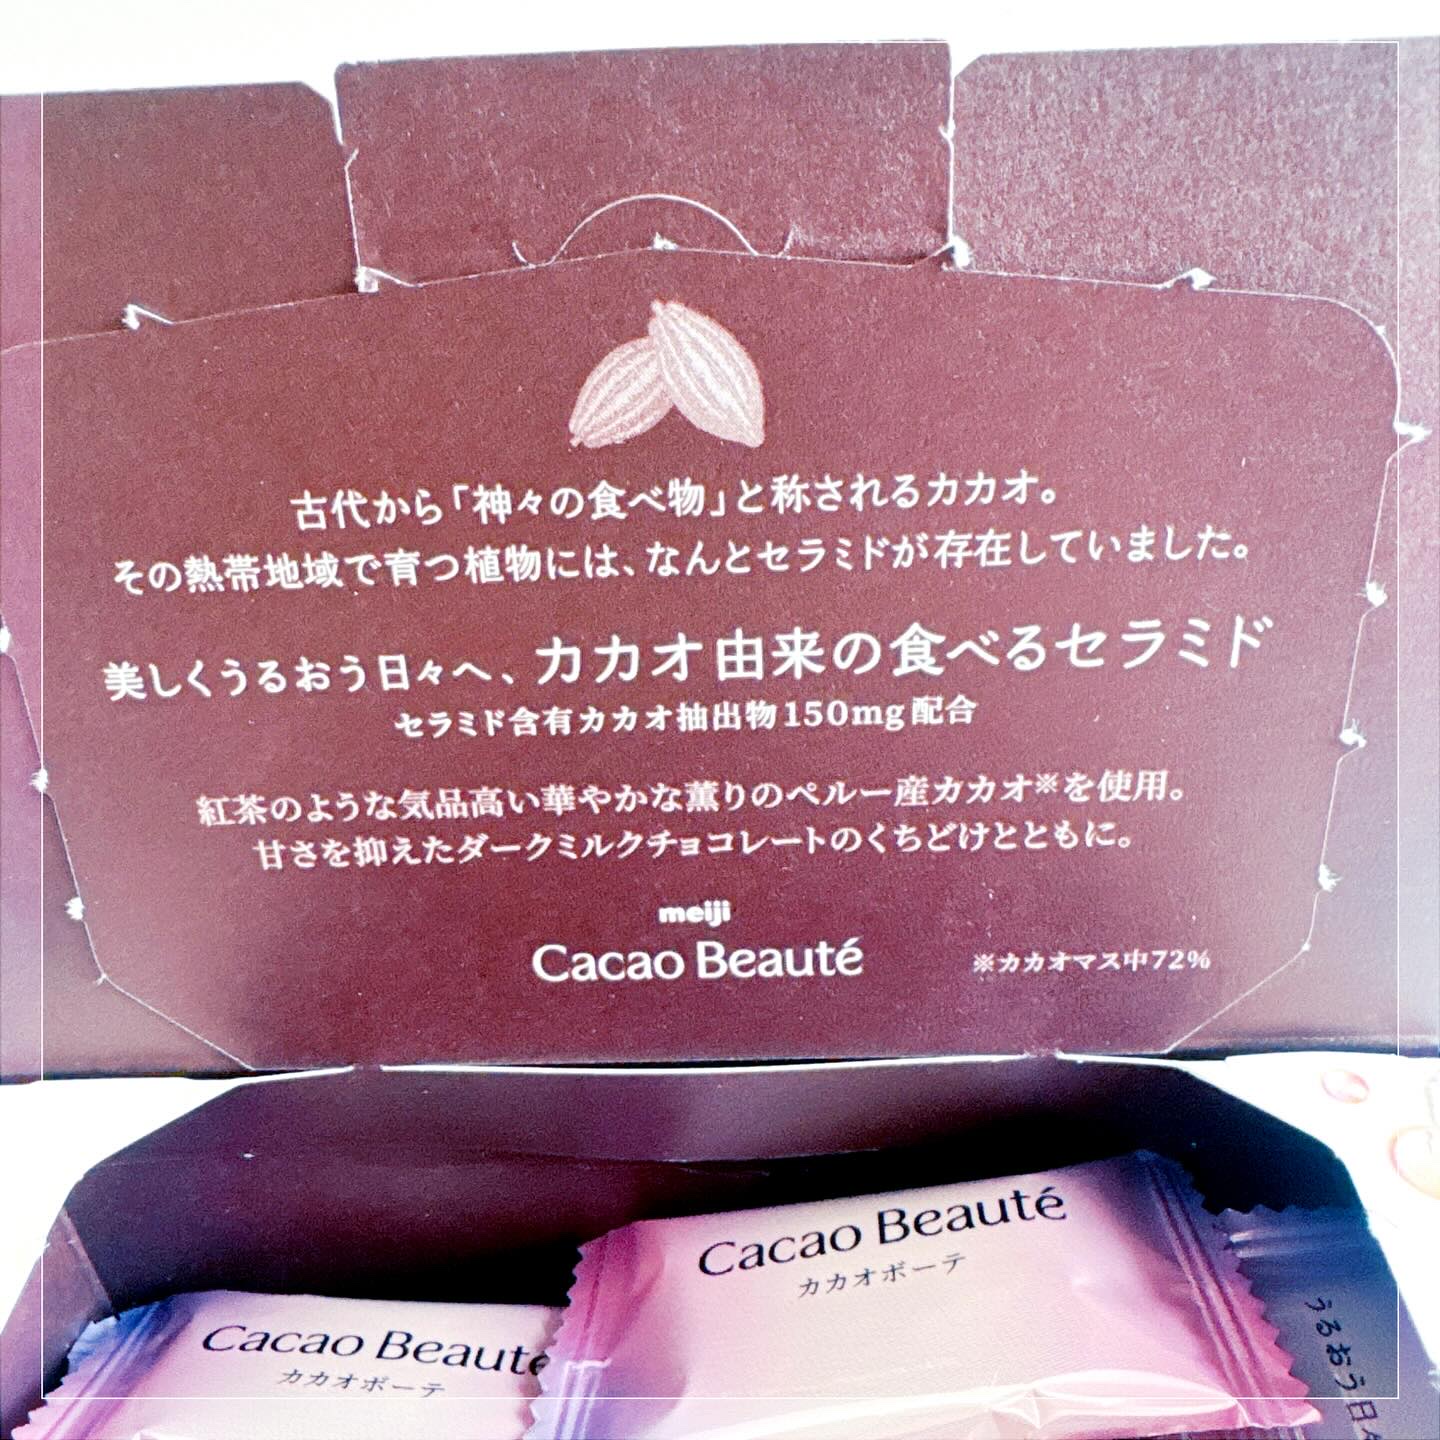 古代から「神々の食べ物」と称されるカカオ。
その熱帯地域で育つ植物には、なんとセラミドが存在していました。
美しくうるおう日々へ、カカオ由来の食べるセラミド
セラミド含有カカオ抽出物150mg配合
紅茶のような気品高い華やかな薫りのペルー産カカオ※を使用。
甘さを抑えたダークミルクチョコレートのくちどけとともに。
meiji
Cacao Beauté
※カカオマス中72%
Cacao Beauté
カカオボーテ
Cacao Beauté
カカオボーテ
うるおう日々